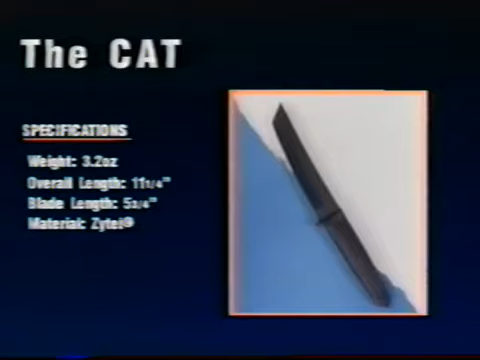 The CAT
SPECIFICATIONS
Weight: 3.2oz
Overall Length: 11 1/4"
Blade Length: 5 3/4"
Material: Zytel®